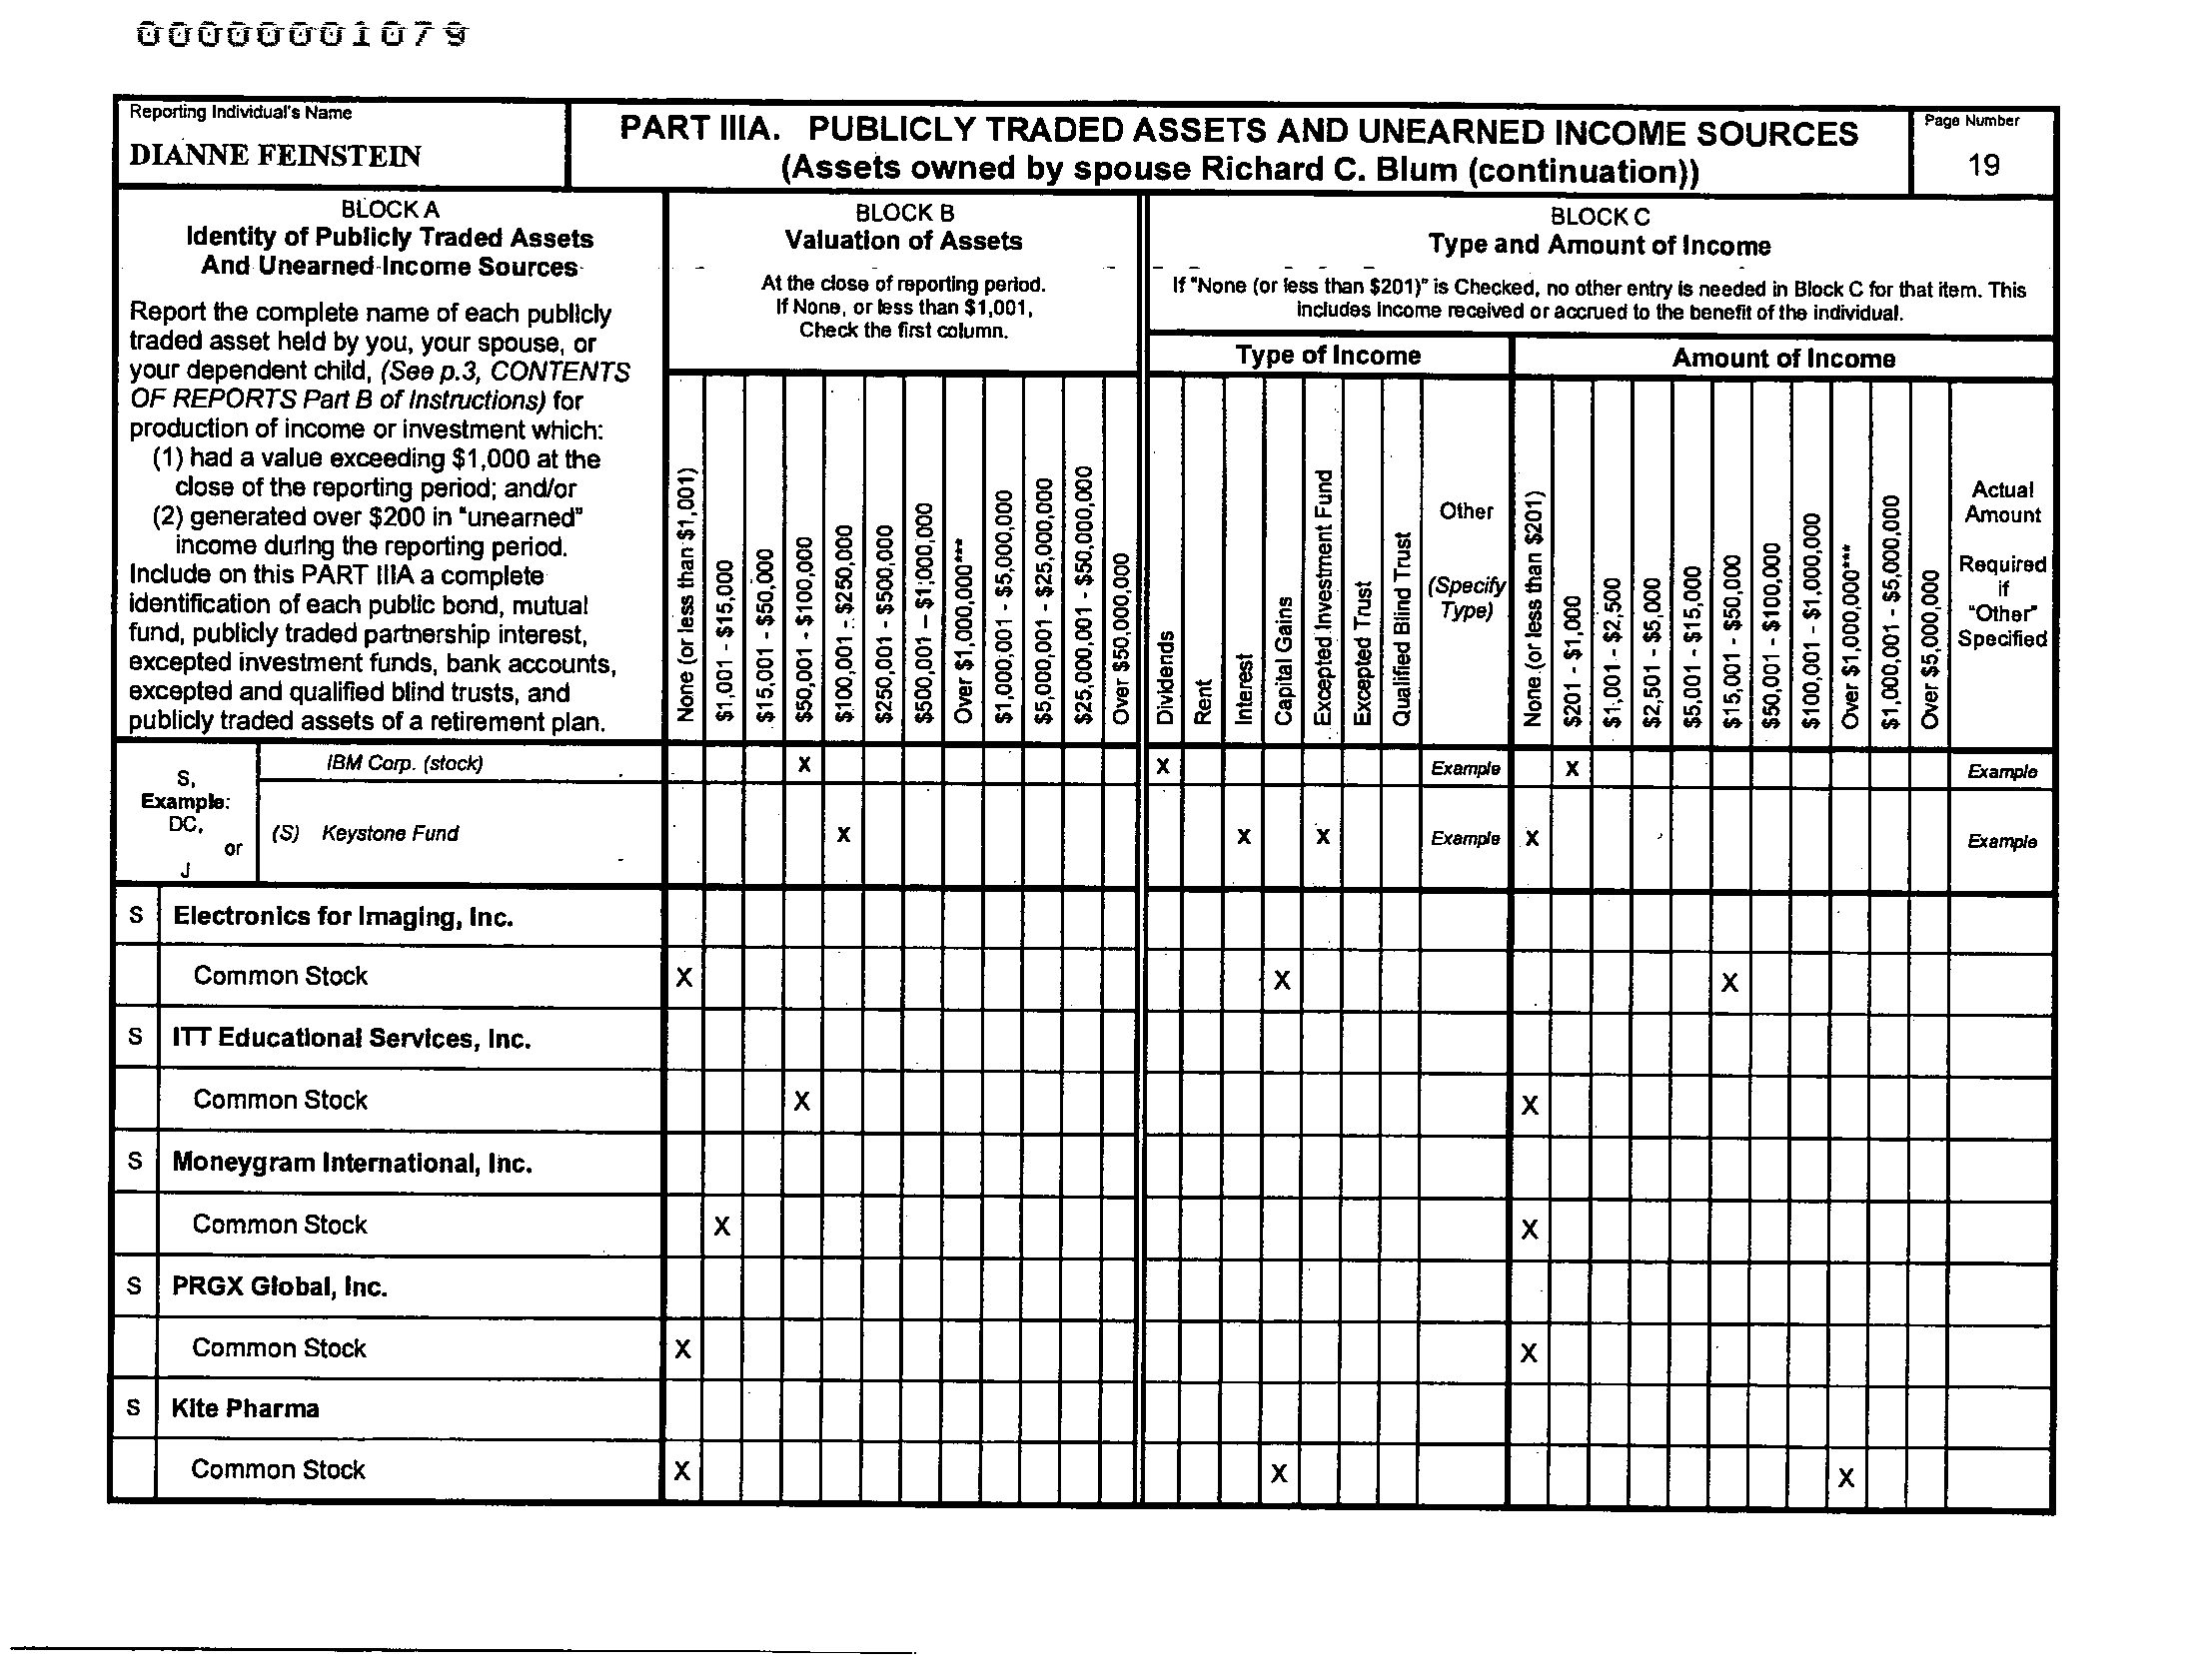 00000001079
Reporting Individual's Name
DIANNE FEINSTEIN
PART IIIA. PUBLICLY TRADED ASSETS AND UNEARNED INCOME SOURCES
(Assets owned by spouse Richard C. Blum (continuation))
Page Number
19
BLOCK A
Identity of Publicly Traded Assets
And Unearned Income Sources
Report the complete name of each publicly
traded asset held by you, your spouse, or
your dependent child, (See p.3, CONTENTS
OF REPORTS Part B of Instructions) for
production of income or investment which:
(1) had a value exceeding $1,000 at the
close of the reporting period; and/or
(2) generated over $200 in "unearned"
income during the reporting period.
Include on this PART IIIA a complete
identification of each public bond, mutual
fund, publicly traded partnership interest,
excepted investment funds, bank accounts,
excepted and qualified blind trusts, and
publicly traded assets of a retirement plan.
BLOCK B
Valuation of Assets
At the close of reporting period.
If None, or less than $1,001,
Check the first column.
None (or less than $1,001)
$1,001 - $15,000
$15,001 - $50,000
$50,001 - $100,000
$100,001 - $250,000
$250,001 - $500,000
$500,001 – $1,000,000
Over $1,000,000***
$1,000,001 - $5,000,000
$5,000,001 - $25,000,000
$25,000,001 - $50,000,000
Over $50,000,000
BLOCK C
Type and Amount of Income
If "None (or less than $201)" is Checked, no other entry is needed in Block C for that item. This
includes income received or accrued to the benefit of the individual.
Type of Income
Dividends
Rent
Interest
Capital Gains
Excepted Investment Fund
Excepted Trust
Qualified Blind Trust
Other
(Specify
Type)
Amount of Income
None (or less than $201)
$201 - $1,000
$1,001 - $2,500
$2,501 - $5,000
$5,001 - $15,000
$15,001 - $50,000
$50,001 - $100,000
$100,001 - $1,000,000
Over $1,000,000***
$1,000,001 - $5,000,000
Over $5,000,000
Actual
Amount
Required
if
"Other"
Specified
S,
Example:
DC,
or
J
IBM Corp. (stock) X X Example X Example
(S) Keystone Fund X X X Example X Example
S Electronics for Imaging, Inc.
Common Stock X X X
S ITT Educational Services, Inc.
Common Stock X X
S Moneygram International, Inc.
Common Stock X X
S PRGX Global, Inc.
Common Stock X X
S Kite Pharma
Common Stock X X X